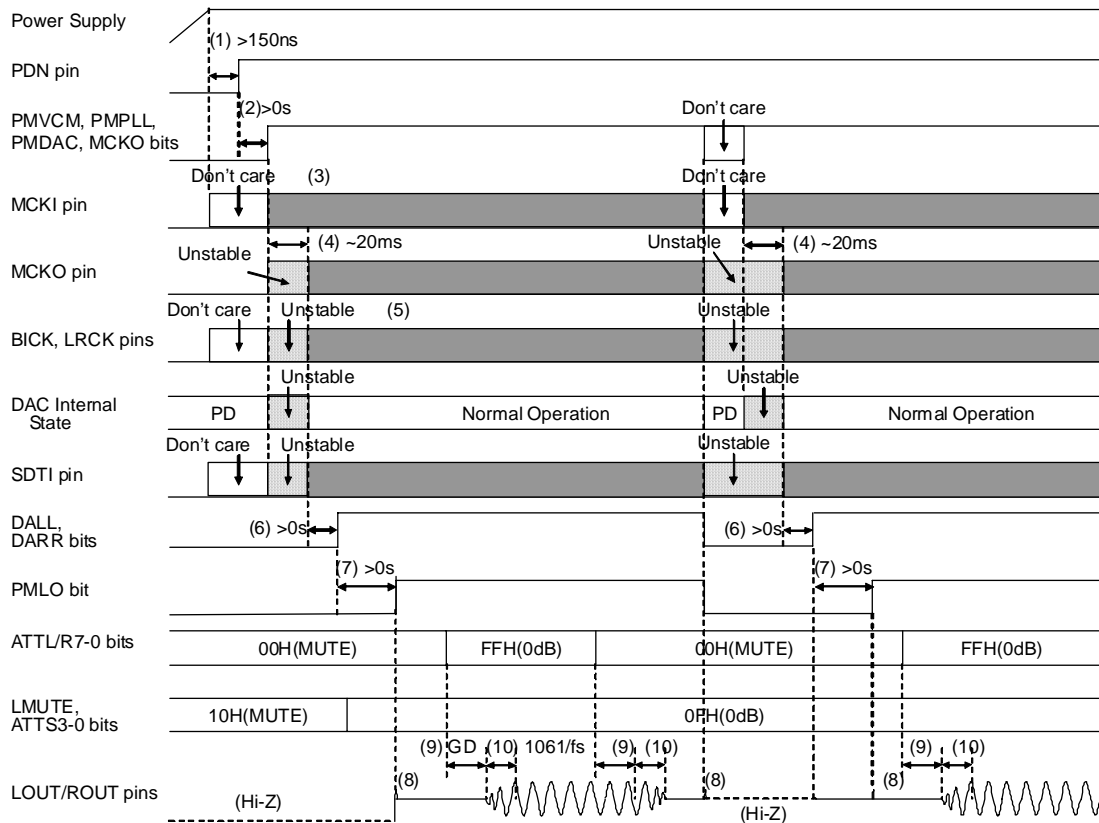 Power Supply
(1) >150ns
PDN pin
(2)>0s
Don't care
PMVCM, PMPLL,
PMDAC, MCKO bits
Don't care (3) Don't care
MCKI pin
(4) ~20ms Unstable (4) ~20ms
Unstable
MCKO pin
Don't care Unstable (5) Unstable
BICK, LRCK pins
Unstable Unstable
DAC Internal
State
PD Normal Operation PD Normal Operation
Don't care Unstable Unstable
SDTI pin
DALL,
DARR bits
(6) >0s (6) >0s
(7) >0s (7) >0s
PMLO bit
ATTL/R7-0 bits
00H(MUTE) FFH(0dB) 00H(MUTE) FFH(0dB)
LMUTE,
ATTS3-0 bits
10H(MUTE) 0FH(0dB)
(9) GD (10) 1061/fs (9) (10) (9) (10)
(8) (8) (8)
LOUT/ROUT pins
(Hi-Z) (Hi-Z)